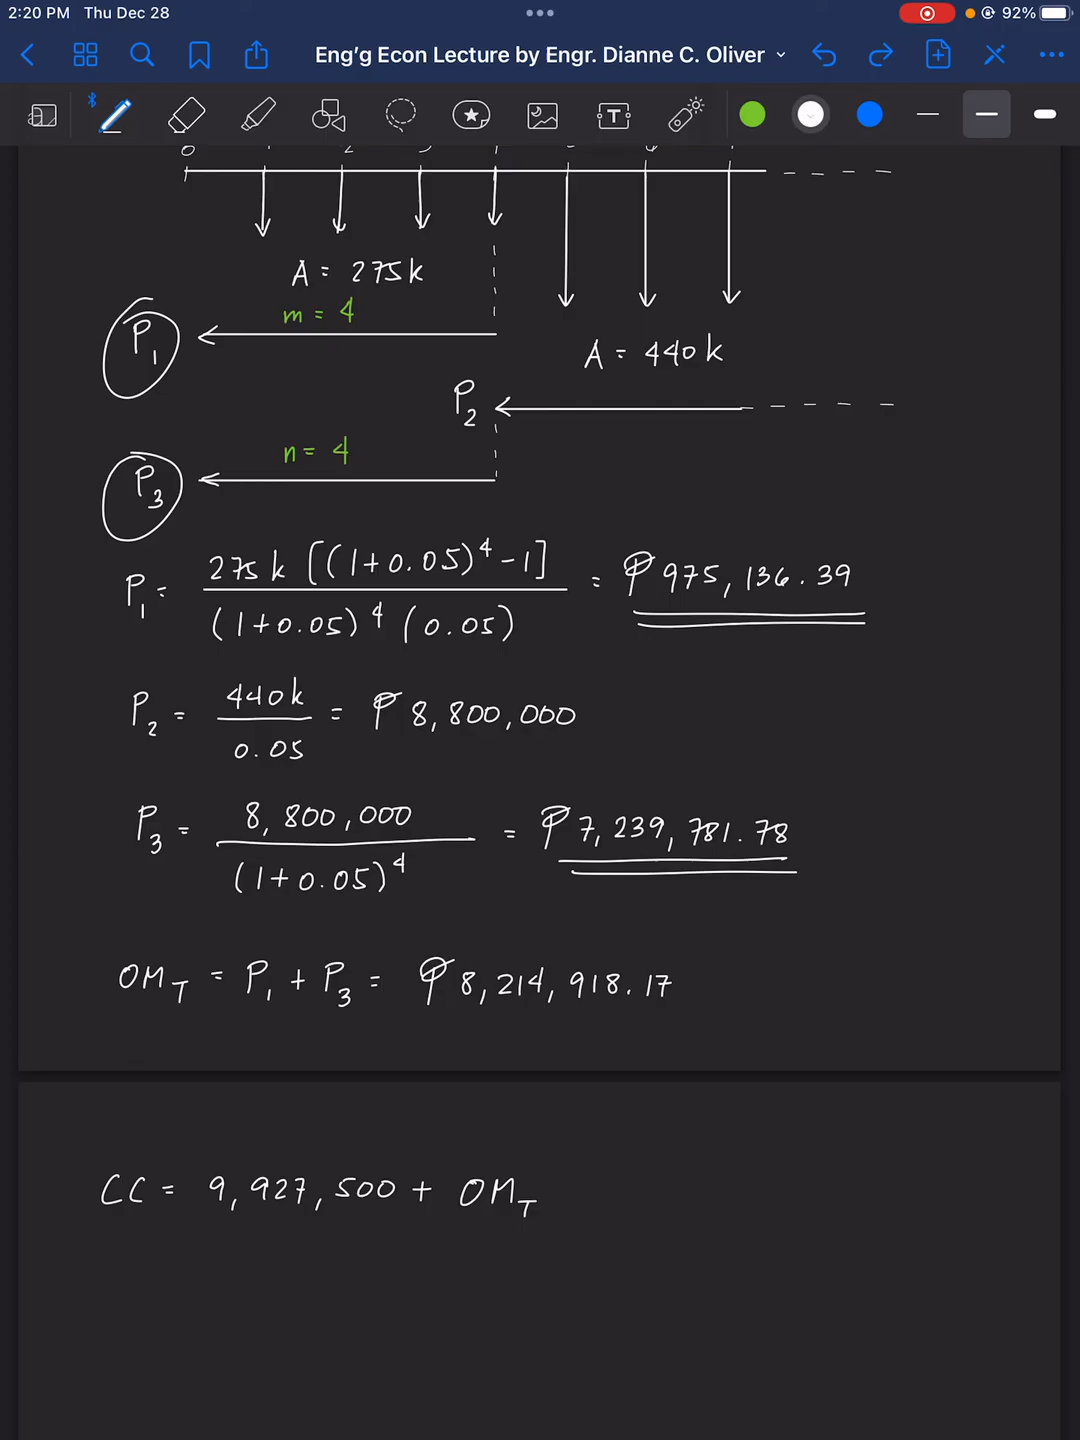 2:20 PM Thu Dec 28
92%
Eng'g Econ Lecture by Engr. Dianne C. Oliver
T
0 2
A = 275k
m = 4
P1
A = 440k
P2
n = 4
P3
P1 = 275k [(1+0.05)^4 -1] / (1+0.05)^4 (0.05) = ₱975,136.39
P2 = 440k / 0.05 = ₱8,800,000
P3 = 8,800,000 / (1+0.05)^4 = ₱7,239,781.78
OMT = P1 + P3 = ₱8,214,918.17
CC = 9,927,500 + OMT